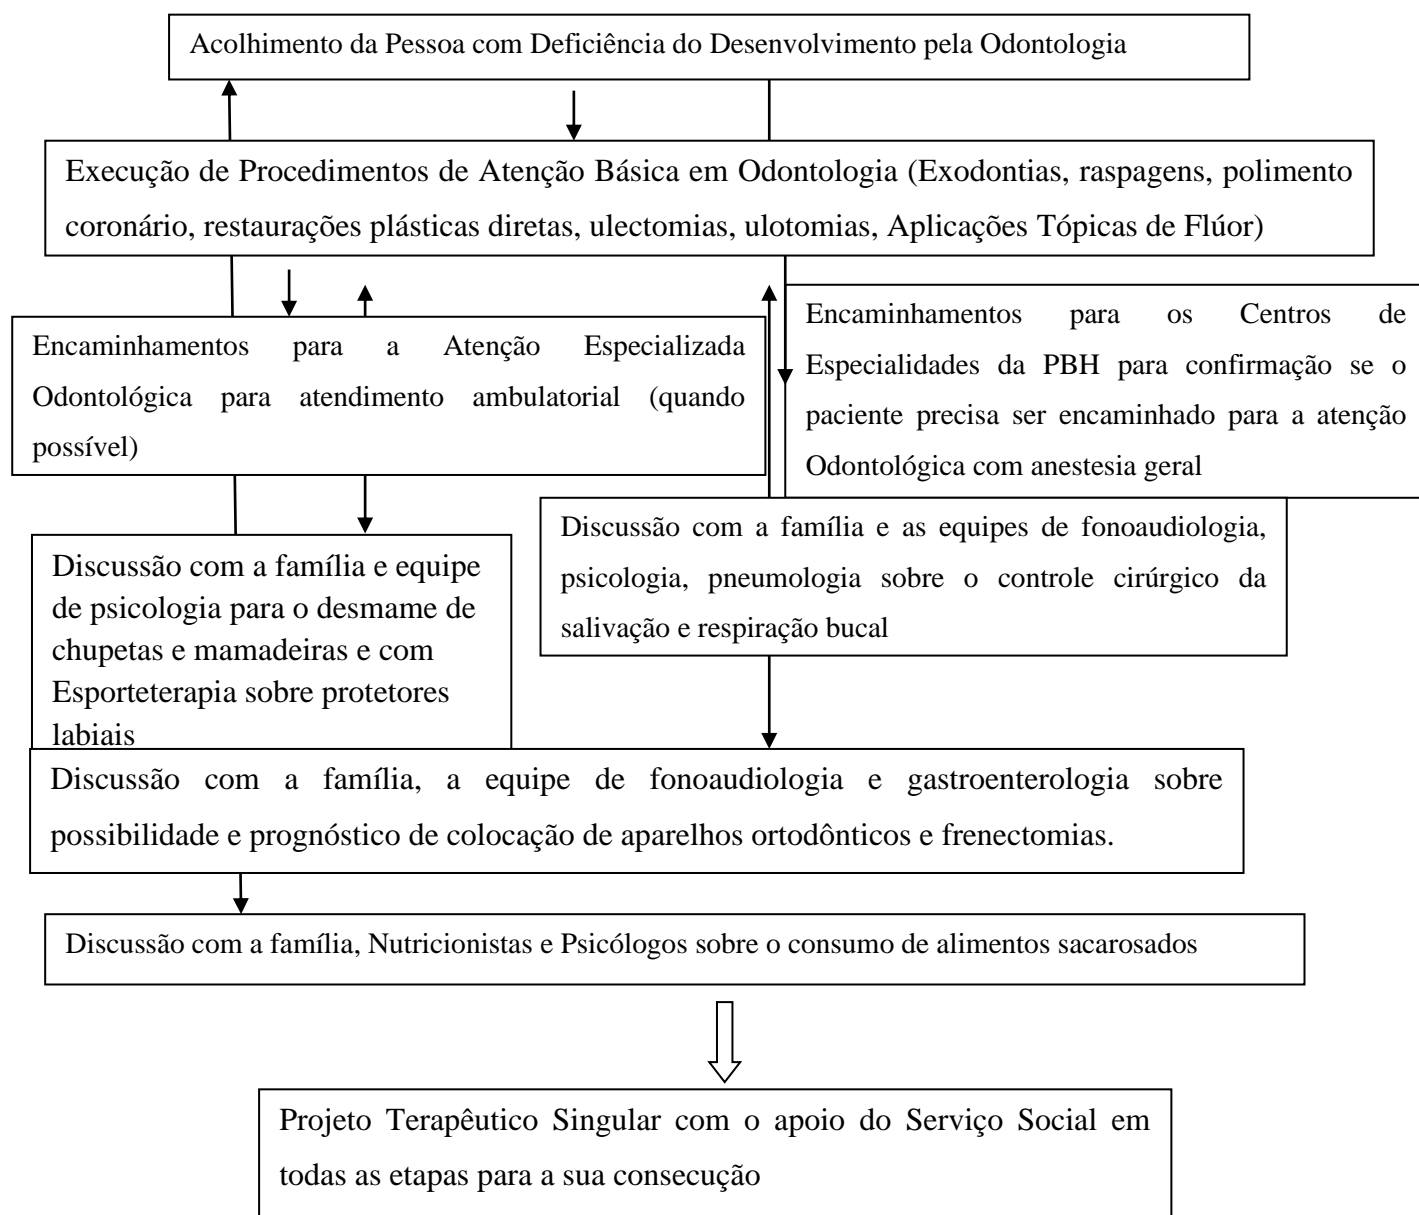 Acolhimento da Pessoa com Deficiência do Desenvolvimento pela Odontologia
Execução de Procedimentos de Atenção Básica em Odontologia (Exodontias, raspagens, polimento
coronário, restaurações plásticas diretas, ulectomias, ulotomias, Aplicações Tópicas de Flúor)
Encaminhamentos para a Atenção Especializada
Odontológica para atendimento ambulatorial (quando
possível)
Encaminhamentos para os Centros de
Especialidades da PBH para confirmação se o
paciente precisa ser encaminhado para a atenção
Odontológica com anestesia geral
Discussão com a família e equipe
de psicologia para o desmame de
chupetas e mamadeiras e com
Esporteterapia sobre protetores
labiais
Discussão com a família e as equipes de fonoaudiologia,
psicologia, pneumologia sobre o controle cirúrgico da
salivação e respiração bucal
Discussão com a família, a equipe de fonoaudiologia e gastroenterologia sobre
possibilidade e prognóstico de colocação de aparelhos ortodônticos e frenectomias.
Discussão com a família, Nutricionistas e Psicólogos sobre o consumo de alimentos sacarosados
Projeto Terapêutico Singular com o apoio do Serviço Social em
todas as etapas para a sua consecução